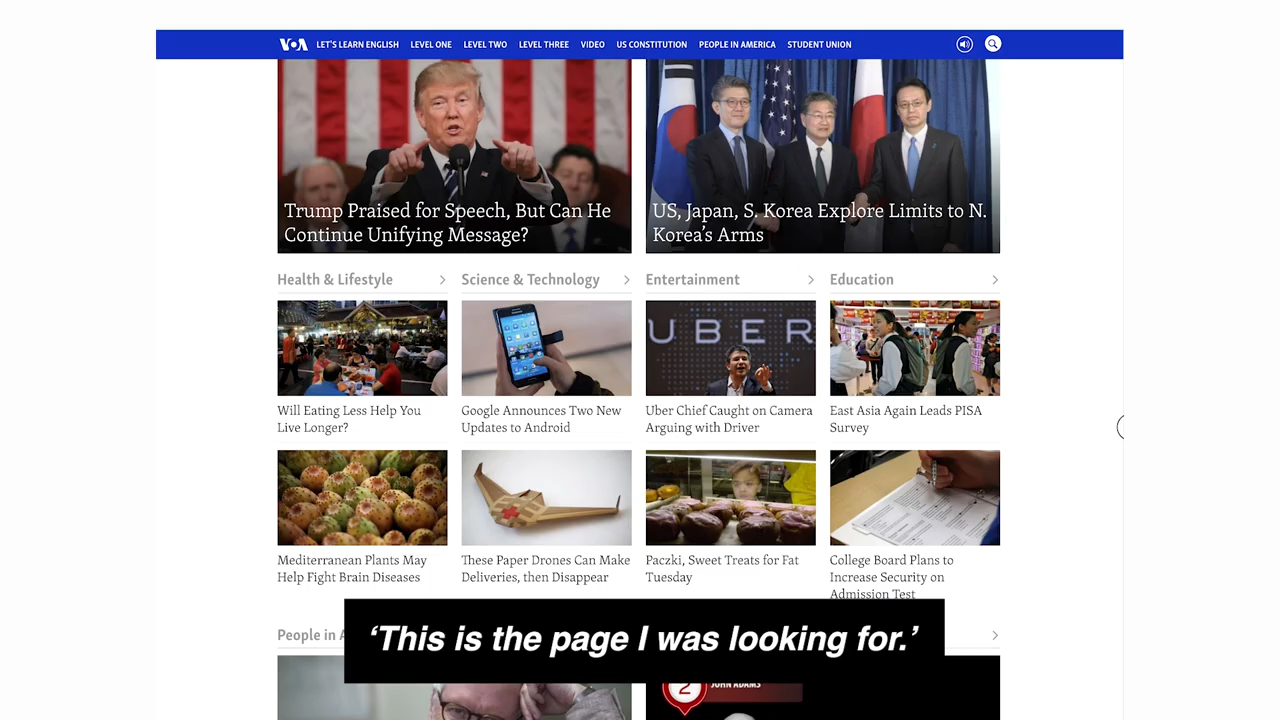 VOA LET'S LEARN ENGLISH LEVEL ONE LEVEL TWO LEVEL THREE VIDEO US CONSTITUTION PEOPLE IN AMERICA STUDENT UNION
Trump Praised for Speech, But Can He
Continue Unifying Message?
US, Japan, S. Korea Explore Limits to N.
Korea's Arms
Health & Lifestyle
Science & Technology
Entertainment
Education
UBER
Will Eating Less Help You
Live Longer?
Google Announces Two New
Updates to Android
Uber Chief Caught on Camera
Arguing with Driver
East Asia Again Leads PISA
Survey
Mediterranean Plants May
Help Fight Brain Diseases
These Paper Drones Can Make
Deliveries, then Disappear
Paczki, Sweet Treats for Fat
Tuesday
College Board Plans to
Increase Security on
Admission Test
People in
'This is the page I was looking for.'
2 JOHN ADAMS